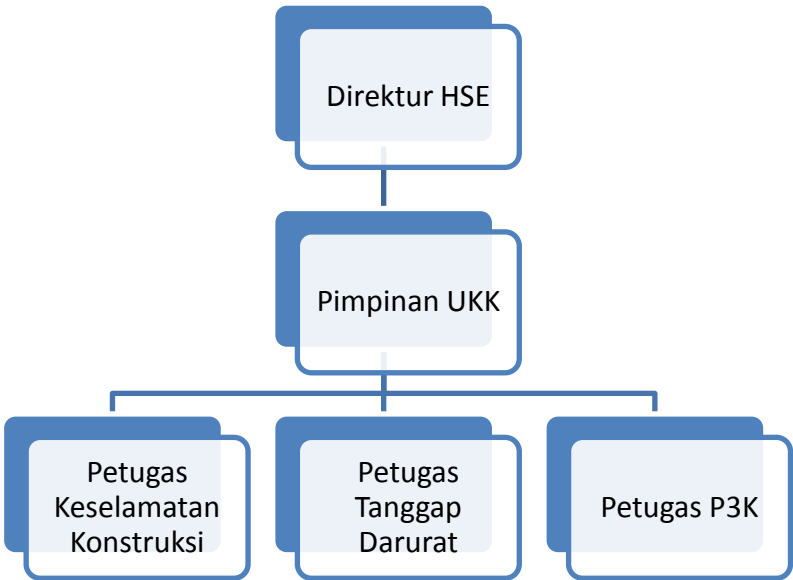 Direktur HSE
Pimpinan UKK
Petugas
Keselamatan
Konstruksi
Petugas
Tanggap
Darurat
Petugas P3K